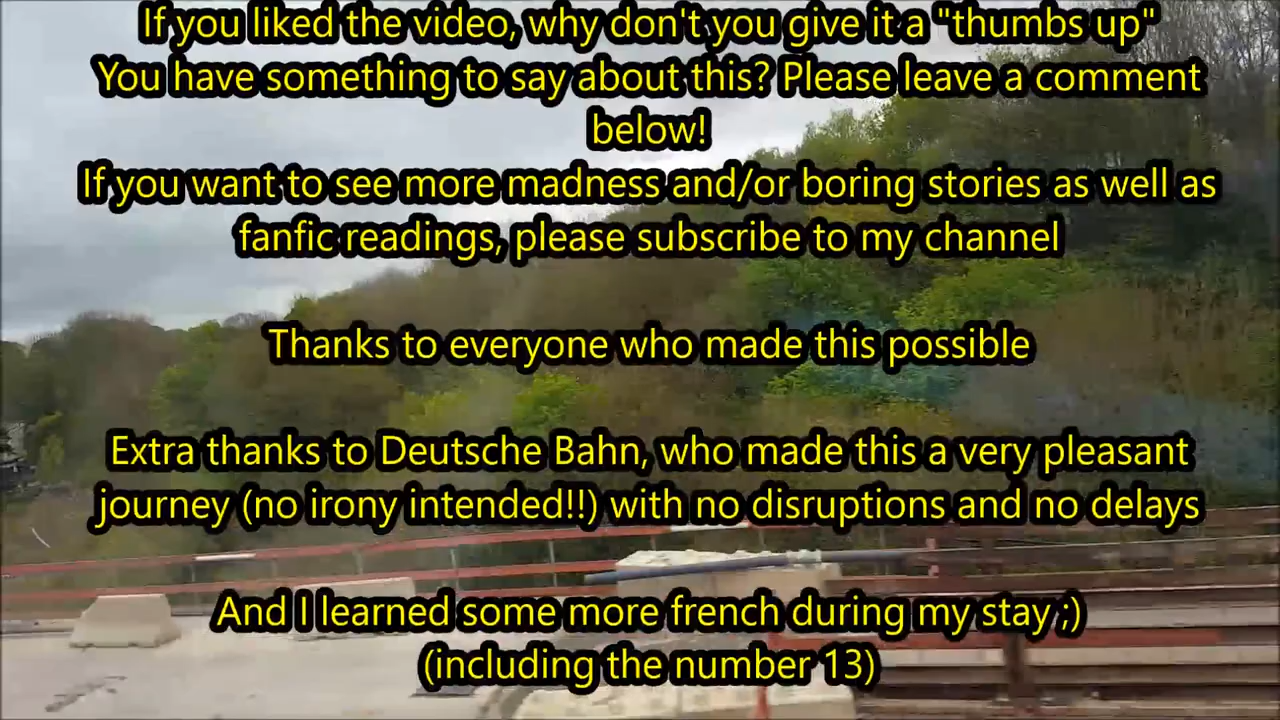 If you liked the video, why don't you give it a "thumbs up"
You have something to say about this? Please leave a comment
below!
If you want to see more madness and/or boring stories as well as
fanfic readings, please subscribe to my channel
Thanks to everyone who made this possible
Extra thanks to Deutsche Bahn, who made this a very pleasant
journey (no irony intended!!) with no disruptions and no delays
And I learned some more french during my stay ;)
(including the number 13)